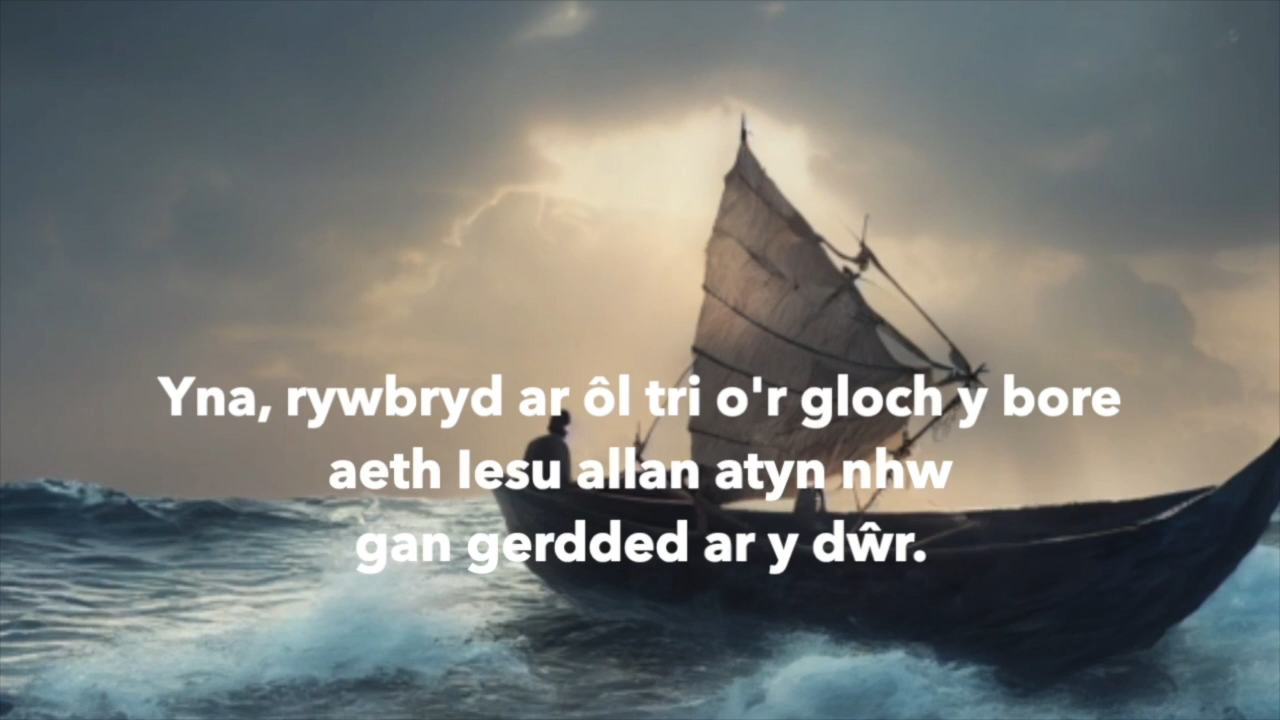 Yna, rywbryd ar ôl tri o'r gloch y bore
aeth Iesu allan atyn nhw
gan gerdded ar y dŵr.